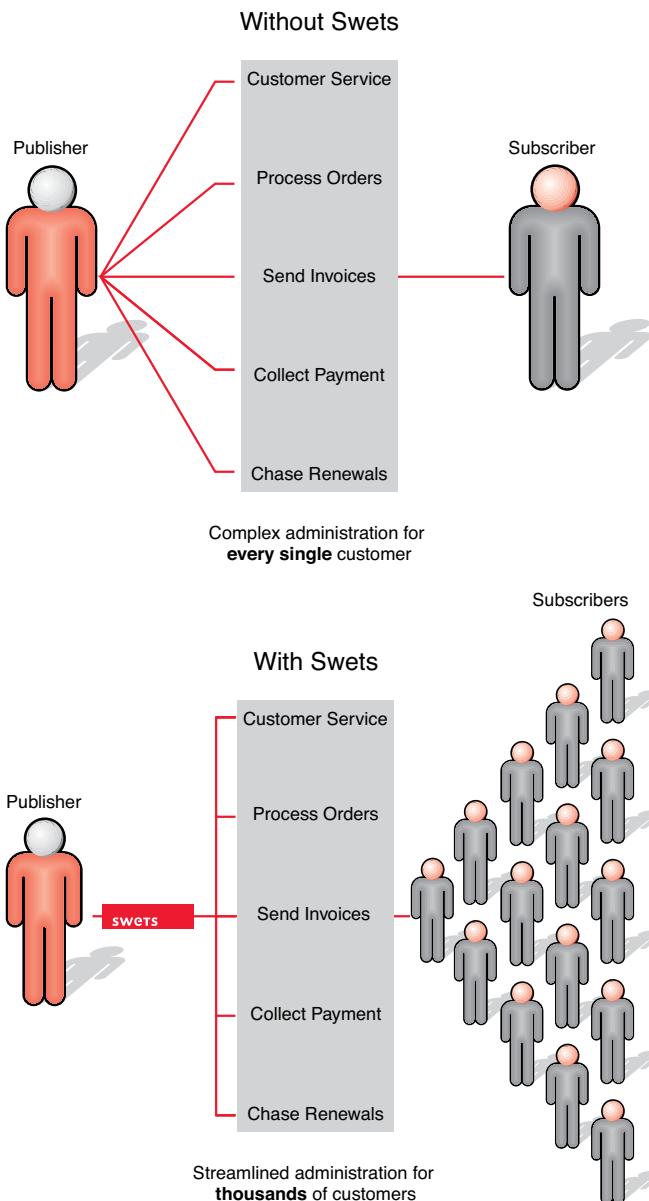 Without Swets
Publisher
Subscriber
Customer Service
Process Orders
Send Invoices
Collect Payment
Chase Renewals
Complex administration for
every single customer
Subscribers
With Swets
Publisher
swets
Customer Service
Process Orders
Send Invoices
Collect Payment
Chase Renewals
Streamlined administration for
thousands of customers